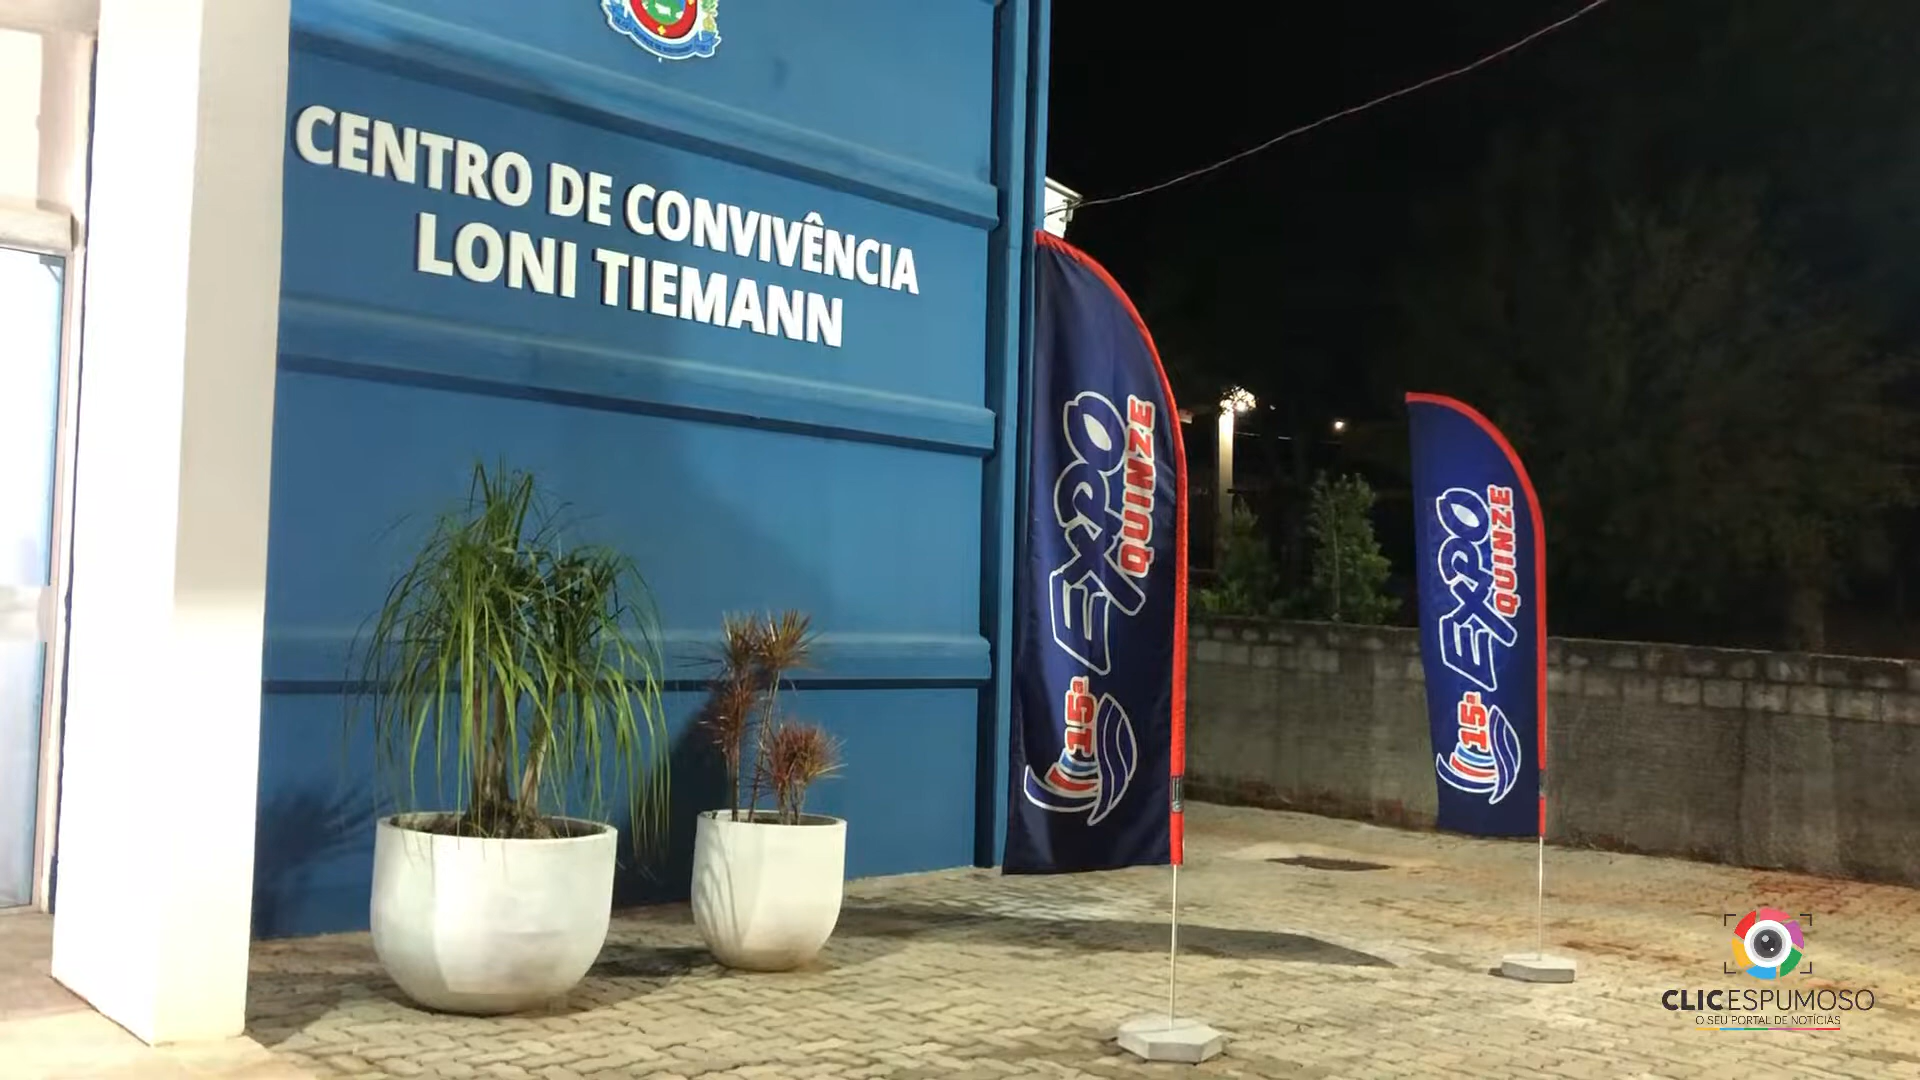 CENTRO DE CONVIVÊNCIA
LONI TIEMANN
15ª EXPO
QUINZE
15ª EXPO
QUINZE
CLICESPUMOSO
O SEU PORTAL DE NOTÍCIAS